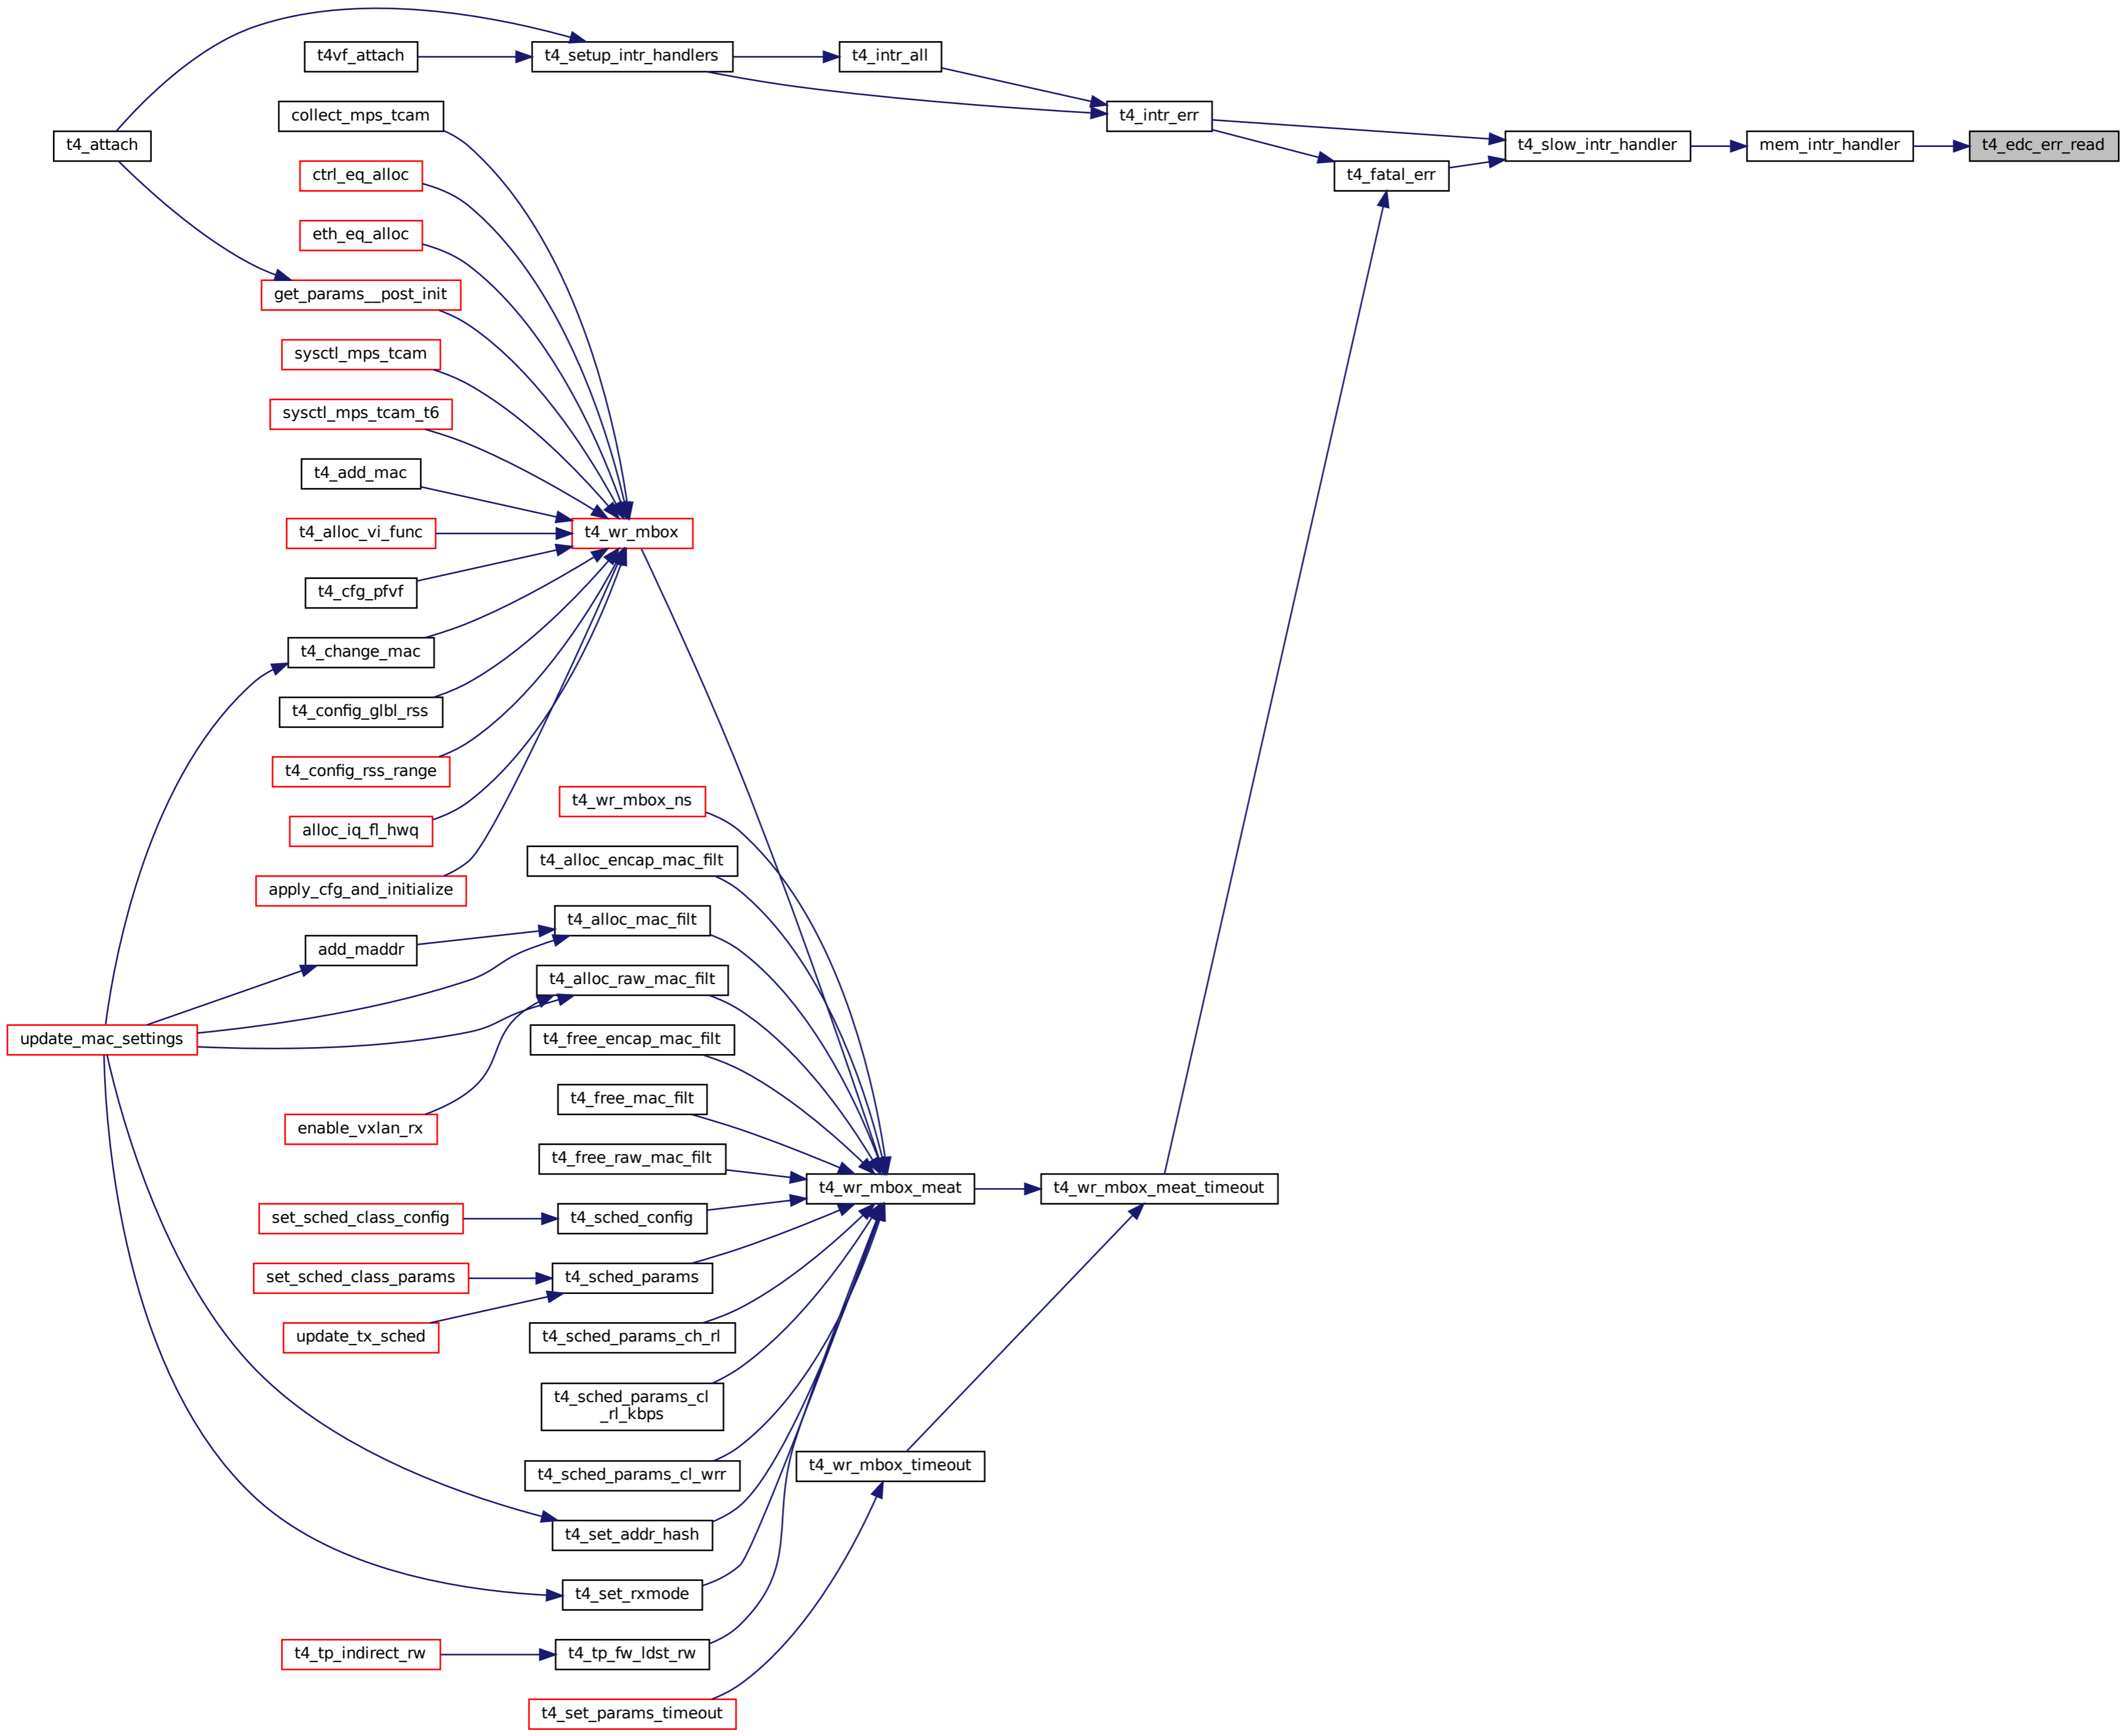 t4vf_attach
t4_setup_intr_handlers
t4_intr_all
collect_mps_tcam
t4_intr_err
t4_attach
t4_slow_intr_handler
mem_intr_handler
t4_edc_err_read
ctrl_eq_alloc
t4_fatal_err
eth_eq_alloc
get_params__post_init
sysctl_mps_tcam
sysctl_mps_tcam_t6
t4_add_mac
t4_alloc_vi_func
t4_wr_mbox
t4_cfg_pfvf
t4_change_mac
t4_config_glbl_rss
t4_config_rss_range
t4_wr_mbox_ns
alloc_iq_fl_hwq
t4_alloc_encap_mac_filt
apply_cfg_and_initialize
t4_alloc_mac_filt
add_maddr
t4_alloc_raw_mac_filt
update_mac_settings
t4_free_encap_mac_filt
t4_free_mac_filt
enable_vxlan_rx
t4_free_raw_mac_filt
t4_wr_mbox_meat
t4_wr_mbox_meat_timeout
set_sched_class_config
t4_sched_config
set_sched_class_params
t4_sched_params
update_tx_sched
t4_sched_params_ch_rl
t4_sched_params_cl
_rl_kbps
t4_wr_mbox_timeout
t4_sched_params_cl_wrr
t4_set_addr_hash
t4_set_rxmode
t4_tp_indirect_rw
t4_tp_fw_ldst_rw
t4_set_params_timeout